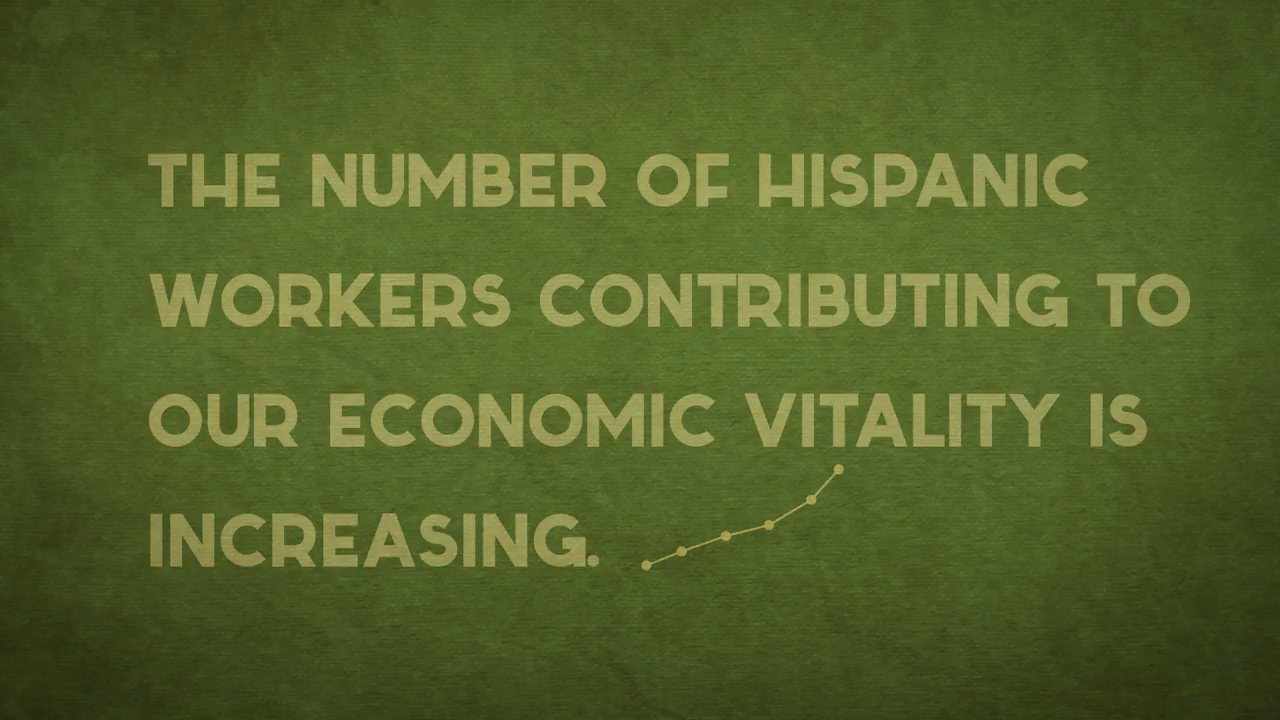 THE NUMBER OF HISPANIC
WORKERS CONTRIBUTING TO
OUR ECONOMIC VITALITY IS
INCREASING.